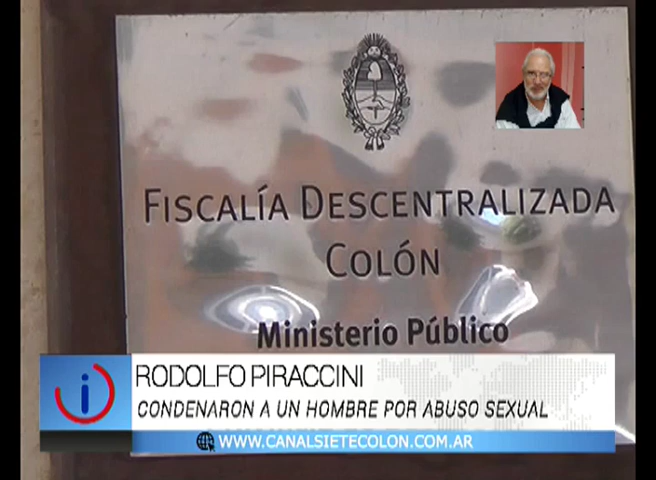 FISCALÍA DESCENTRALIZADA
COLÓN
Ministerio Público
RODOLFO PIRACCINI
CONDENARON A UN HOMBRE POR ABUSO SEXUAL
WWW.CANALSIETECOLON.COM.AR